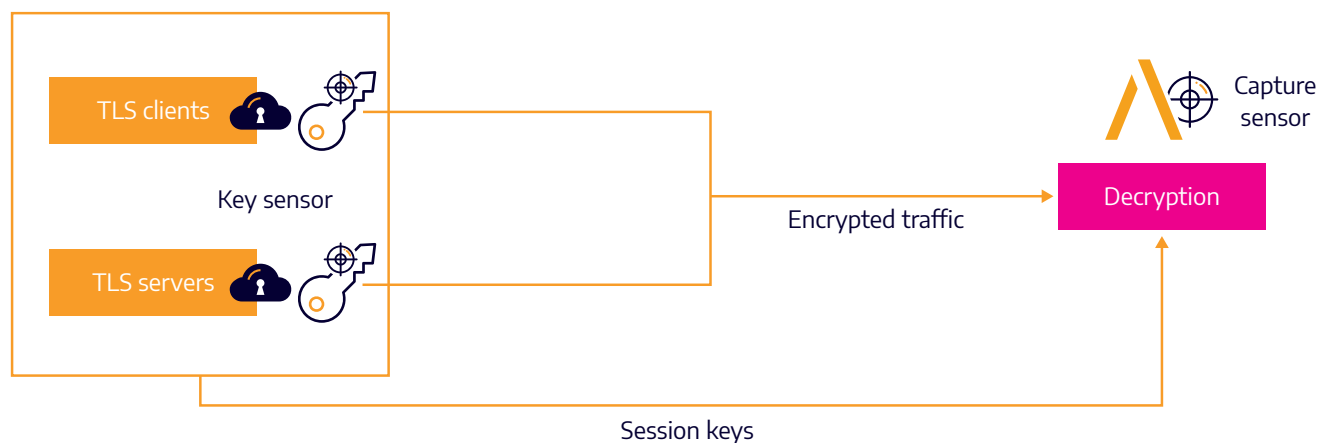 TLS clients
Key sensor
TLS servers
Encrypted traffic
Session keys
Capture
sensor
Decryption